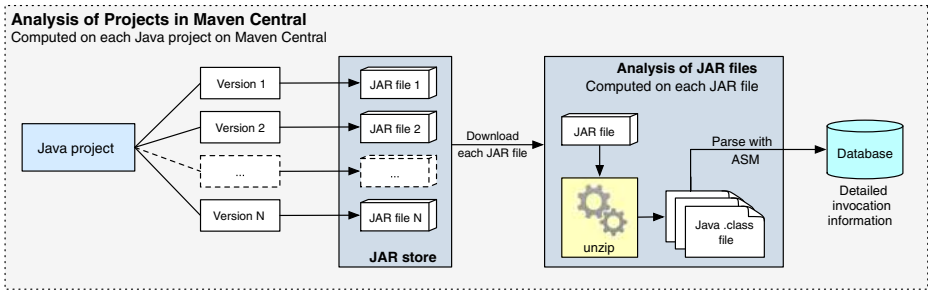 Analysis of Projects in Maven Central
Computed on each Java project on Maven Central
Java project
Version 1
Version 2
...
Version N
JAR file 1
JAR file 2
...
JAR file N
JAR store
Download
each JAR file
Analysis of JAR files
Computed on each JAR file
JAR file
unzip
Java .class
file
Parse with
ASM
Database
Detailed
invocation
information